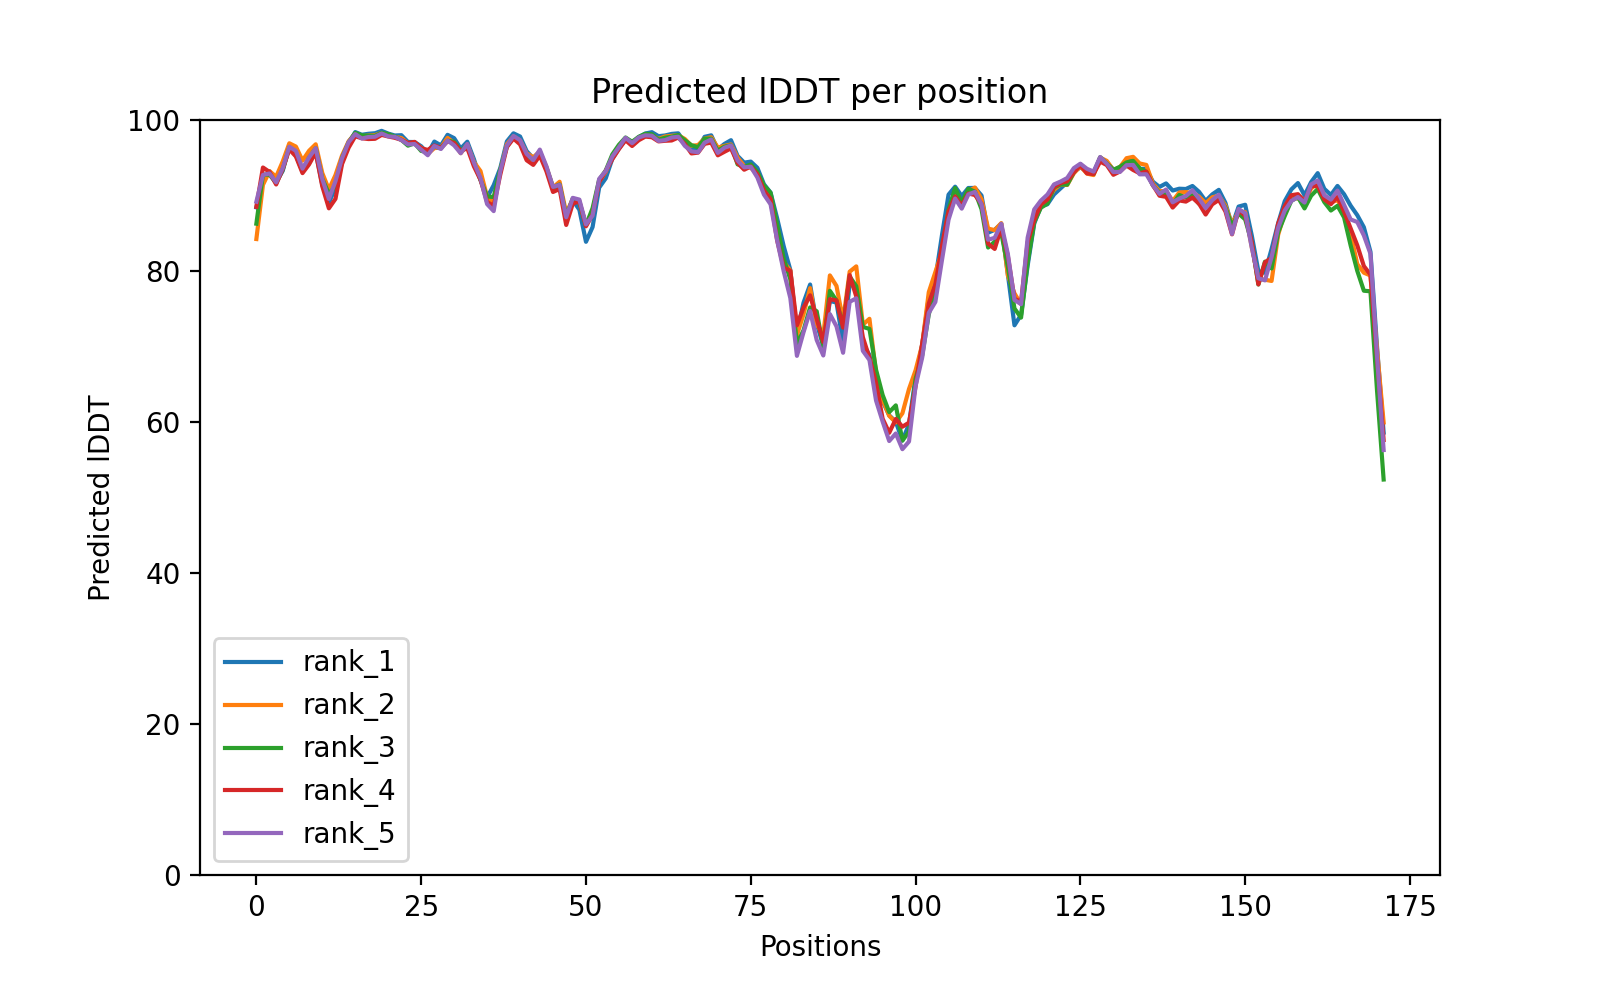 Predicted lDDT per position
100
80
60
40
20
0
Predicted lDDT
rank_1
rank_2
rank_3
rank_4
rank_5
0 25 50 75 100 125 150 175
Positions